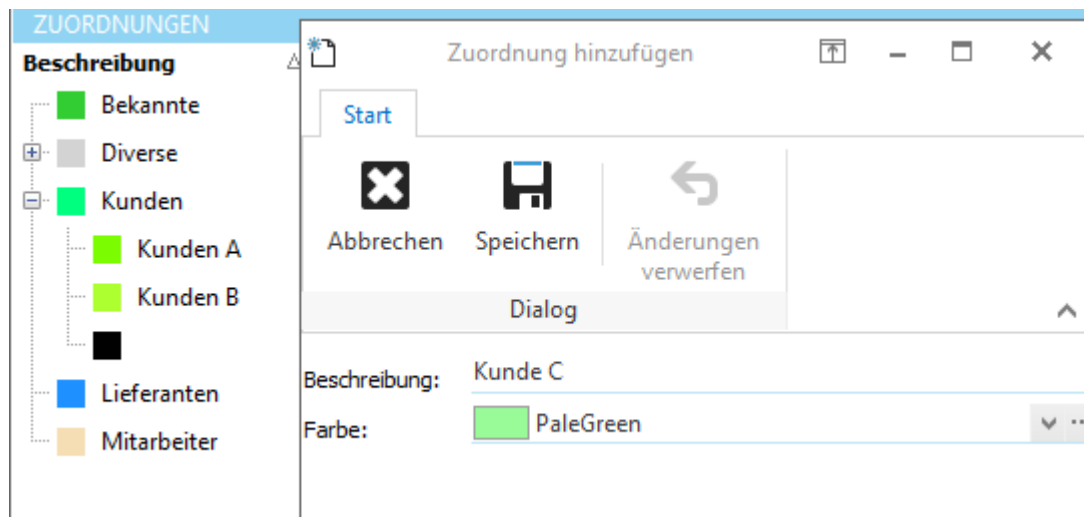 ZUORDNUNGEN
Beschreibung
Bekannte
Diverse
Kunden
Kunden A
Kunden B
Lieferanten
Mitarbeiter
Zuordnung hinzufügen
Start
Abbrechen
Speichern
Änderungen
verwerfen
Dialog
Beschreibung:
Kunde C
Farbe:
PaleGreen